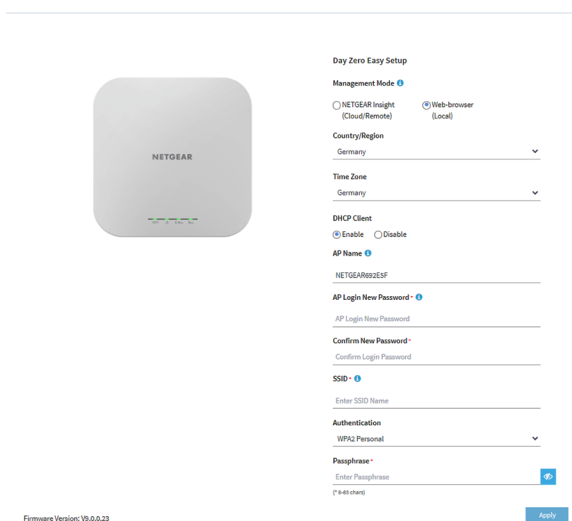 Day Zero Easy Setup
Management Mode
NETGEAR Insight
(Cloud/Remote)
Web-browser
(Local)
Country/Region
Germany
Time Zone
Germany
DHCP Client
Enable Disable
AP Name
NETGEAR692E5F
AP Login New Password *
AP Login New Password
Confirm New Password *
Confirm Login Password
SSID *
Enter SSID Name
Authentication
WPA2 Personal
Passphrase *
Enter Passphrase
(* 8-63 chars)
Apply
NETGEAR
Firmware Version: V9.0.0.23